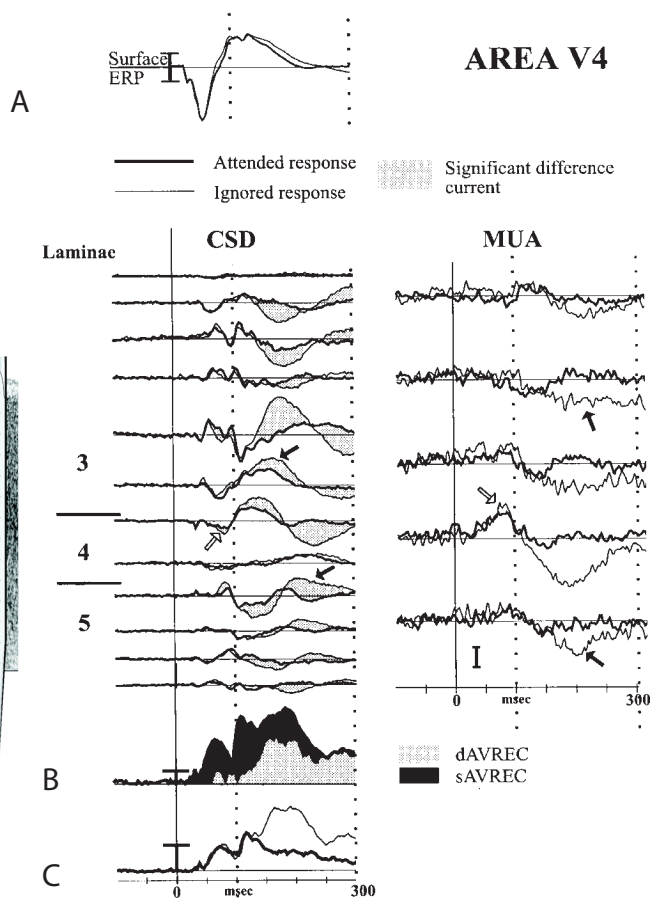 AREA V4
Surface
ERP
A
Attended response
Ignored response
Significant difference
current
CSD
MUA
Laminae
3
4
5
0
msec
300
I
dAVREC
sAVREC
B
C
0
msec
300